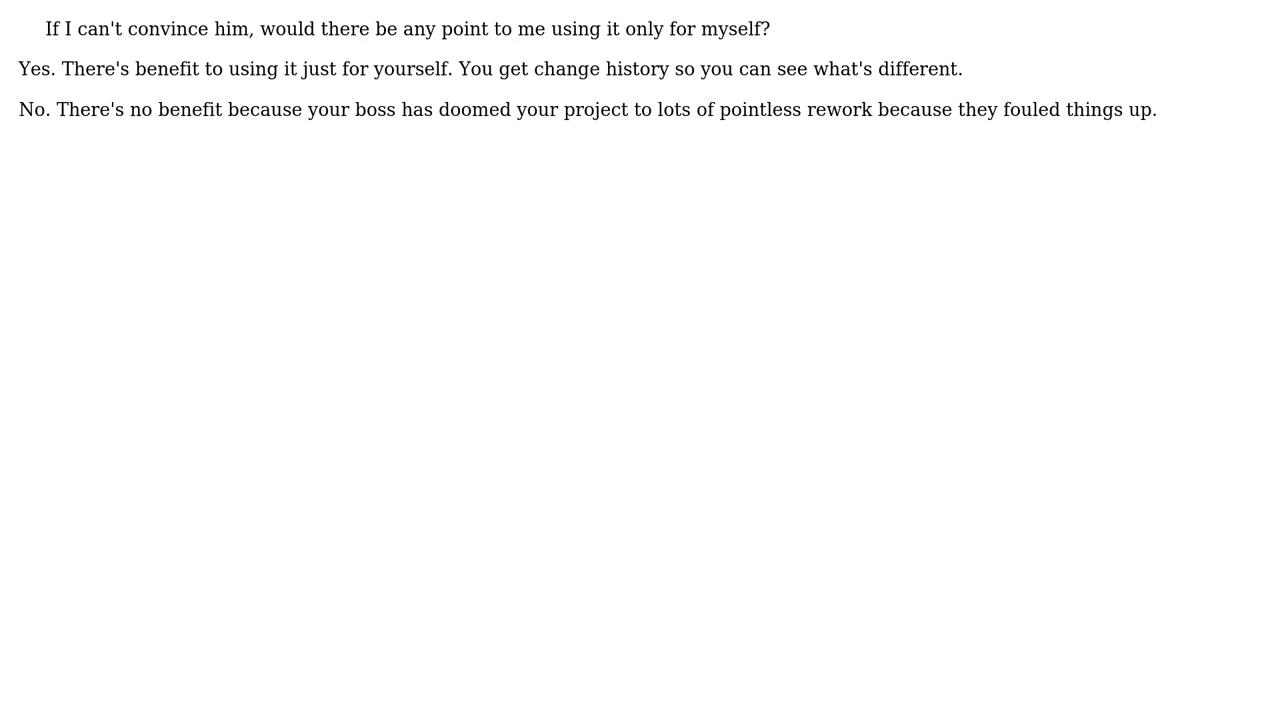 If I can't convince him, would there be any point to me using it only for myself?
Yes. There's benefit to using it just for yourself. You get change history so you can see what's different.
No. There's no benefit because your boss has doomed your project to lots of pointless rework because they fouled things up.